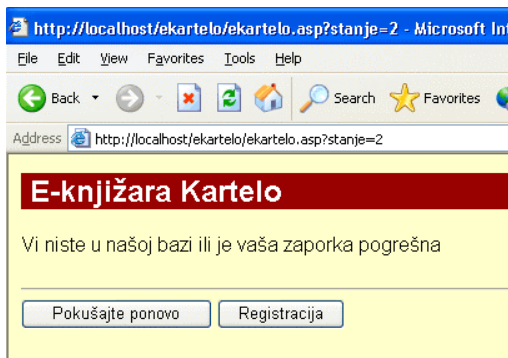 http://localhost/ekartelo/ekartelo.asp?stanje=2 - Microsoft Int
File Edit View Favorites Tools Help
Back Search Favorites
Address http://localhost/ekartelo/ekartelo.asp?stanje=2
E-knjižara Kartelo
Vi niste u našoj bazi ili je vaša zaporka pogrešna
Pokušajte ponovo Registracija